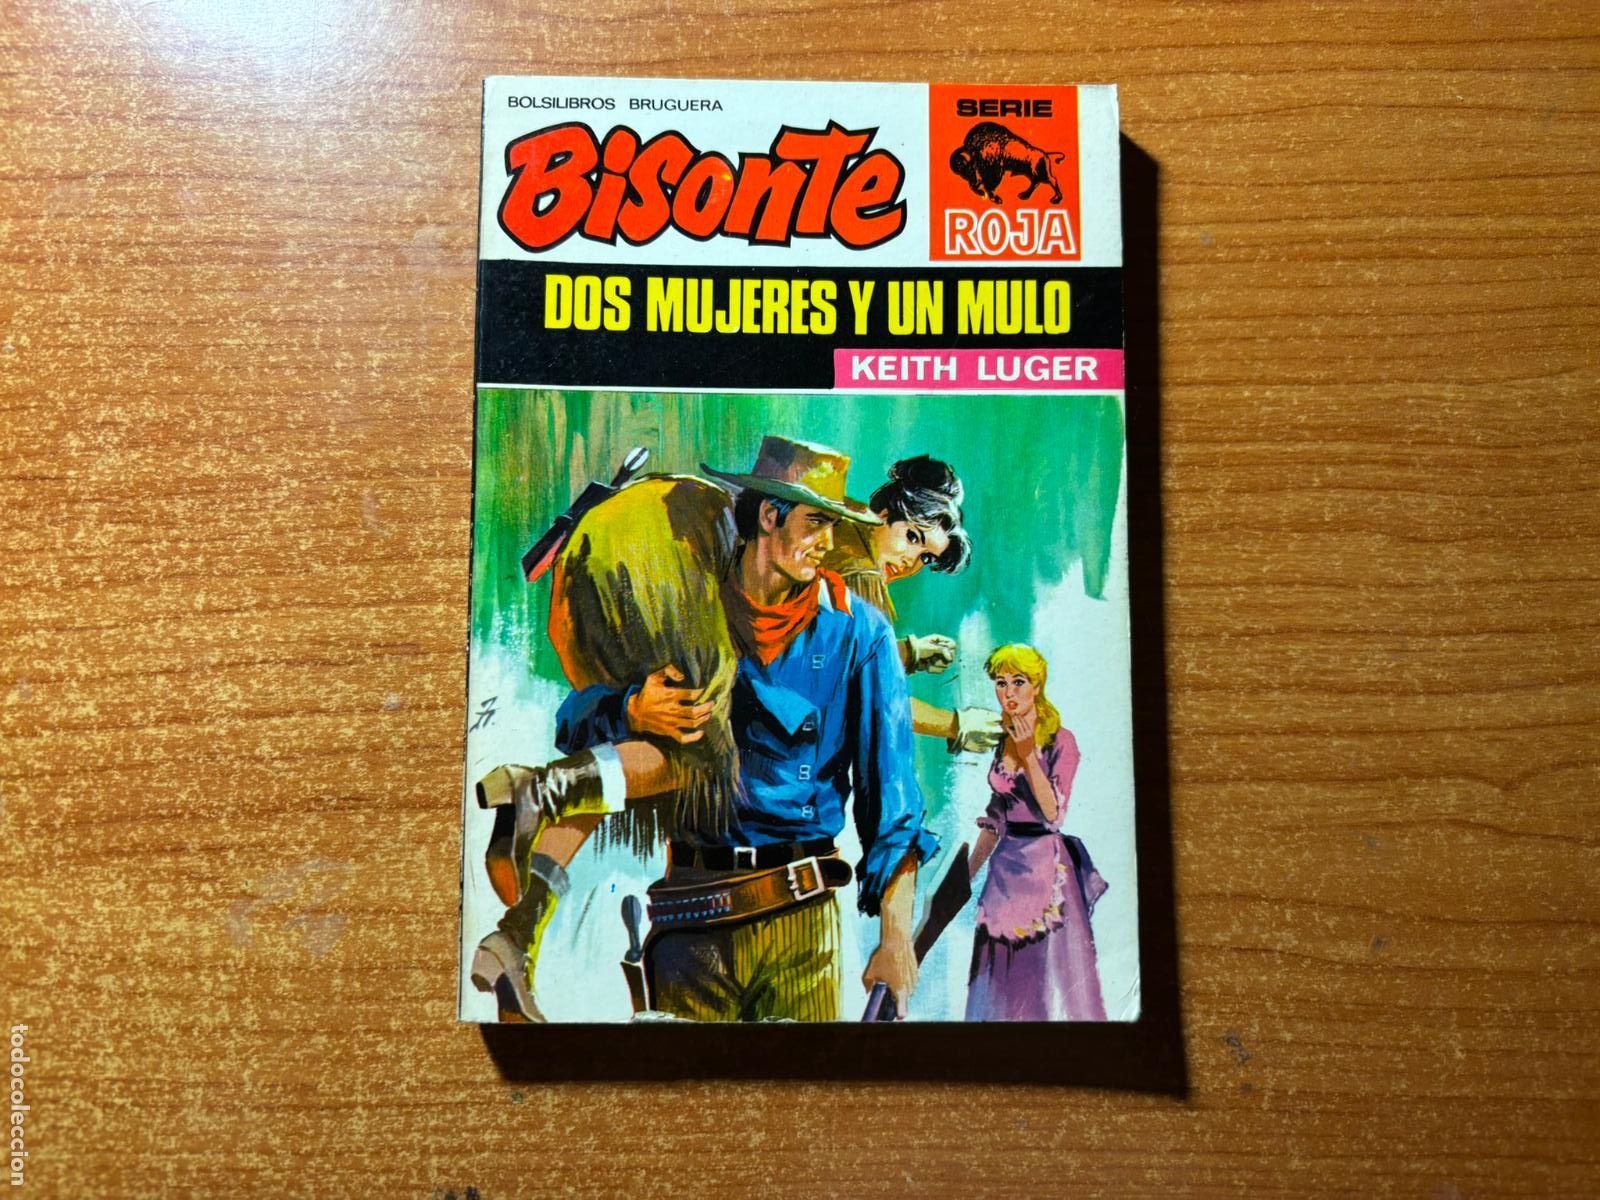 BOLSILIBROS BRUGUERA
Bisonte
SERIE
ROJA
DOS MUJERES Y UN MULO
KEITH LUGER
todocoleccion